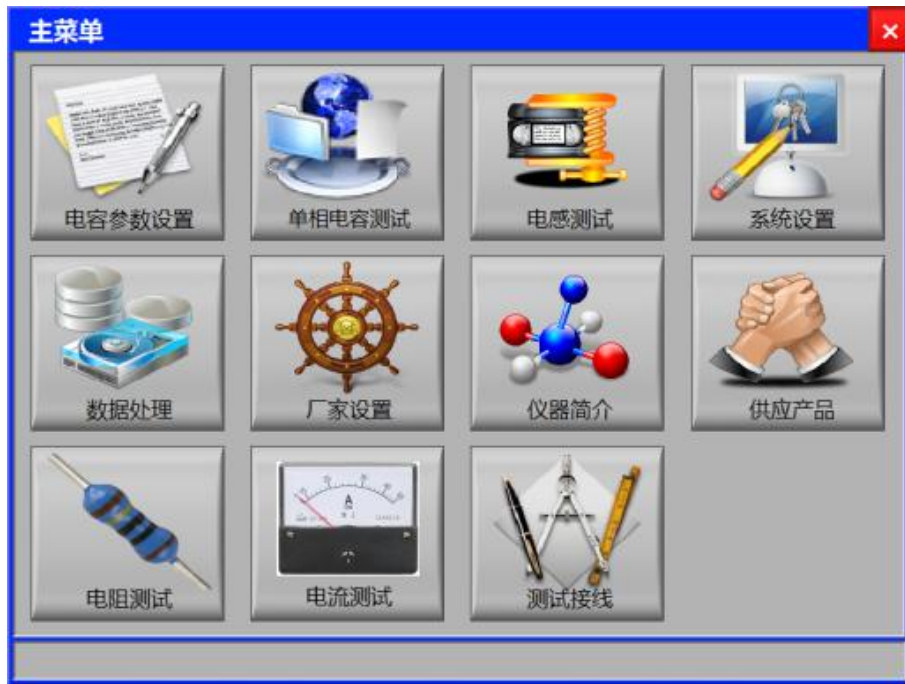 主菜单
电容参数设置
单相电容测试
电感测试
系统设置
数据处理
厂家设置
仪器简介
供应产品
A
电阻测试
电流测试
测试接线